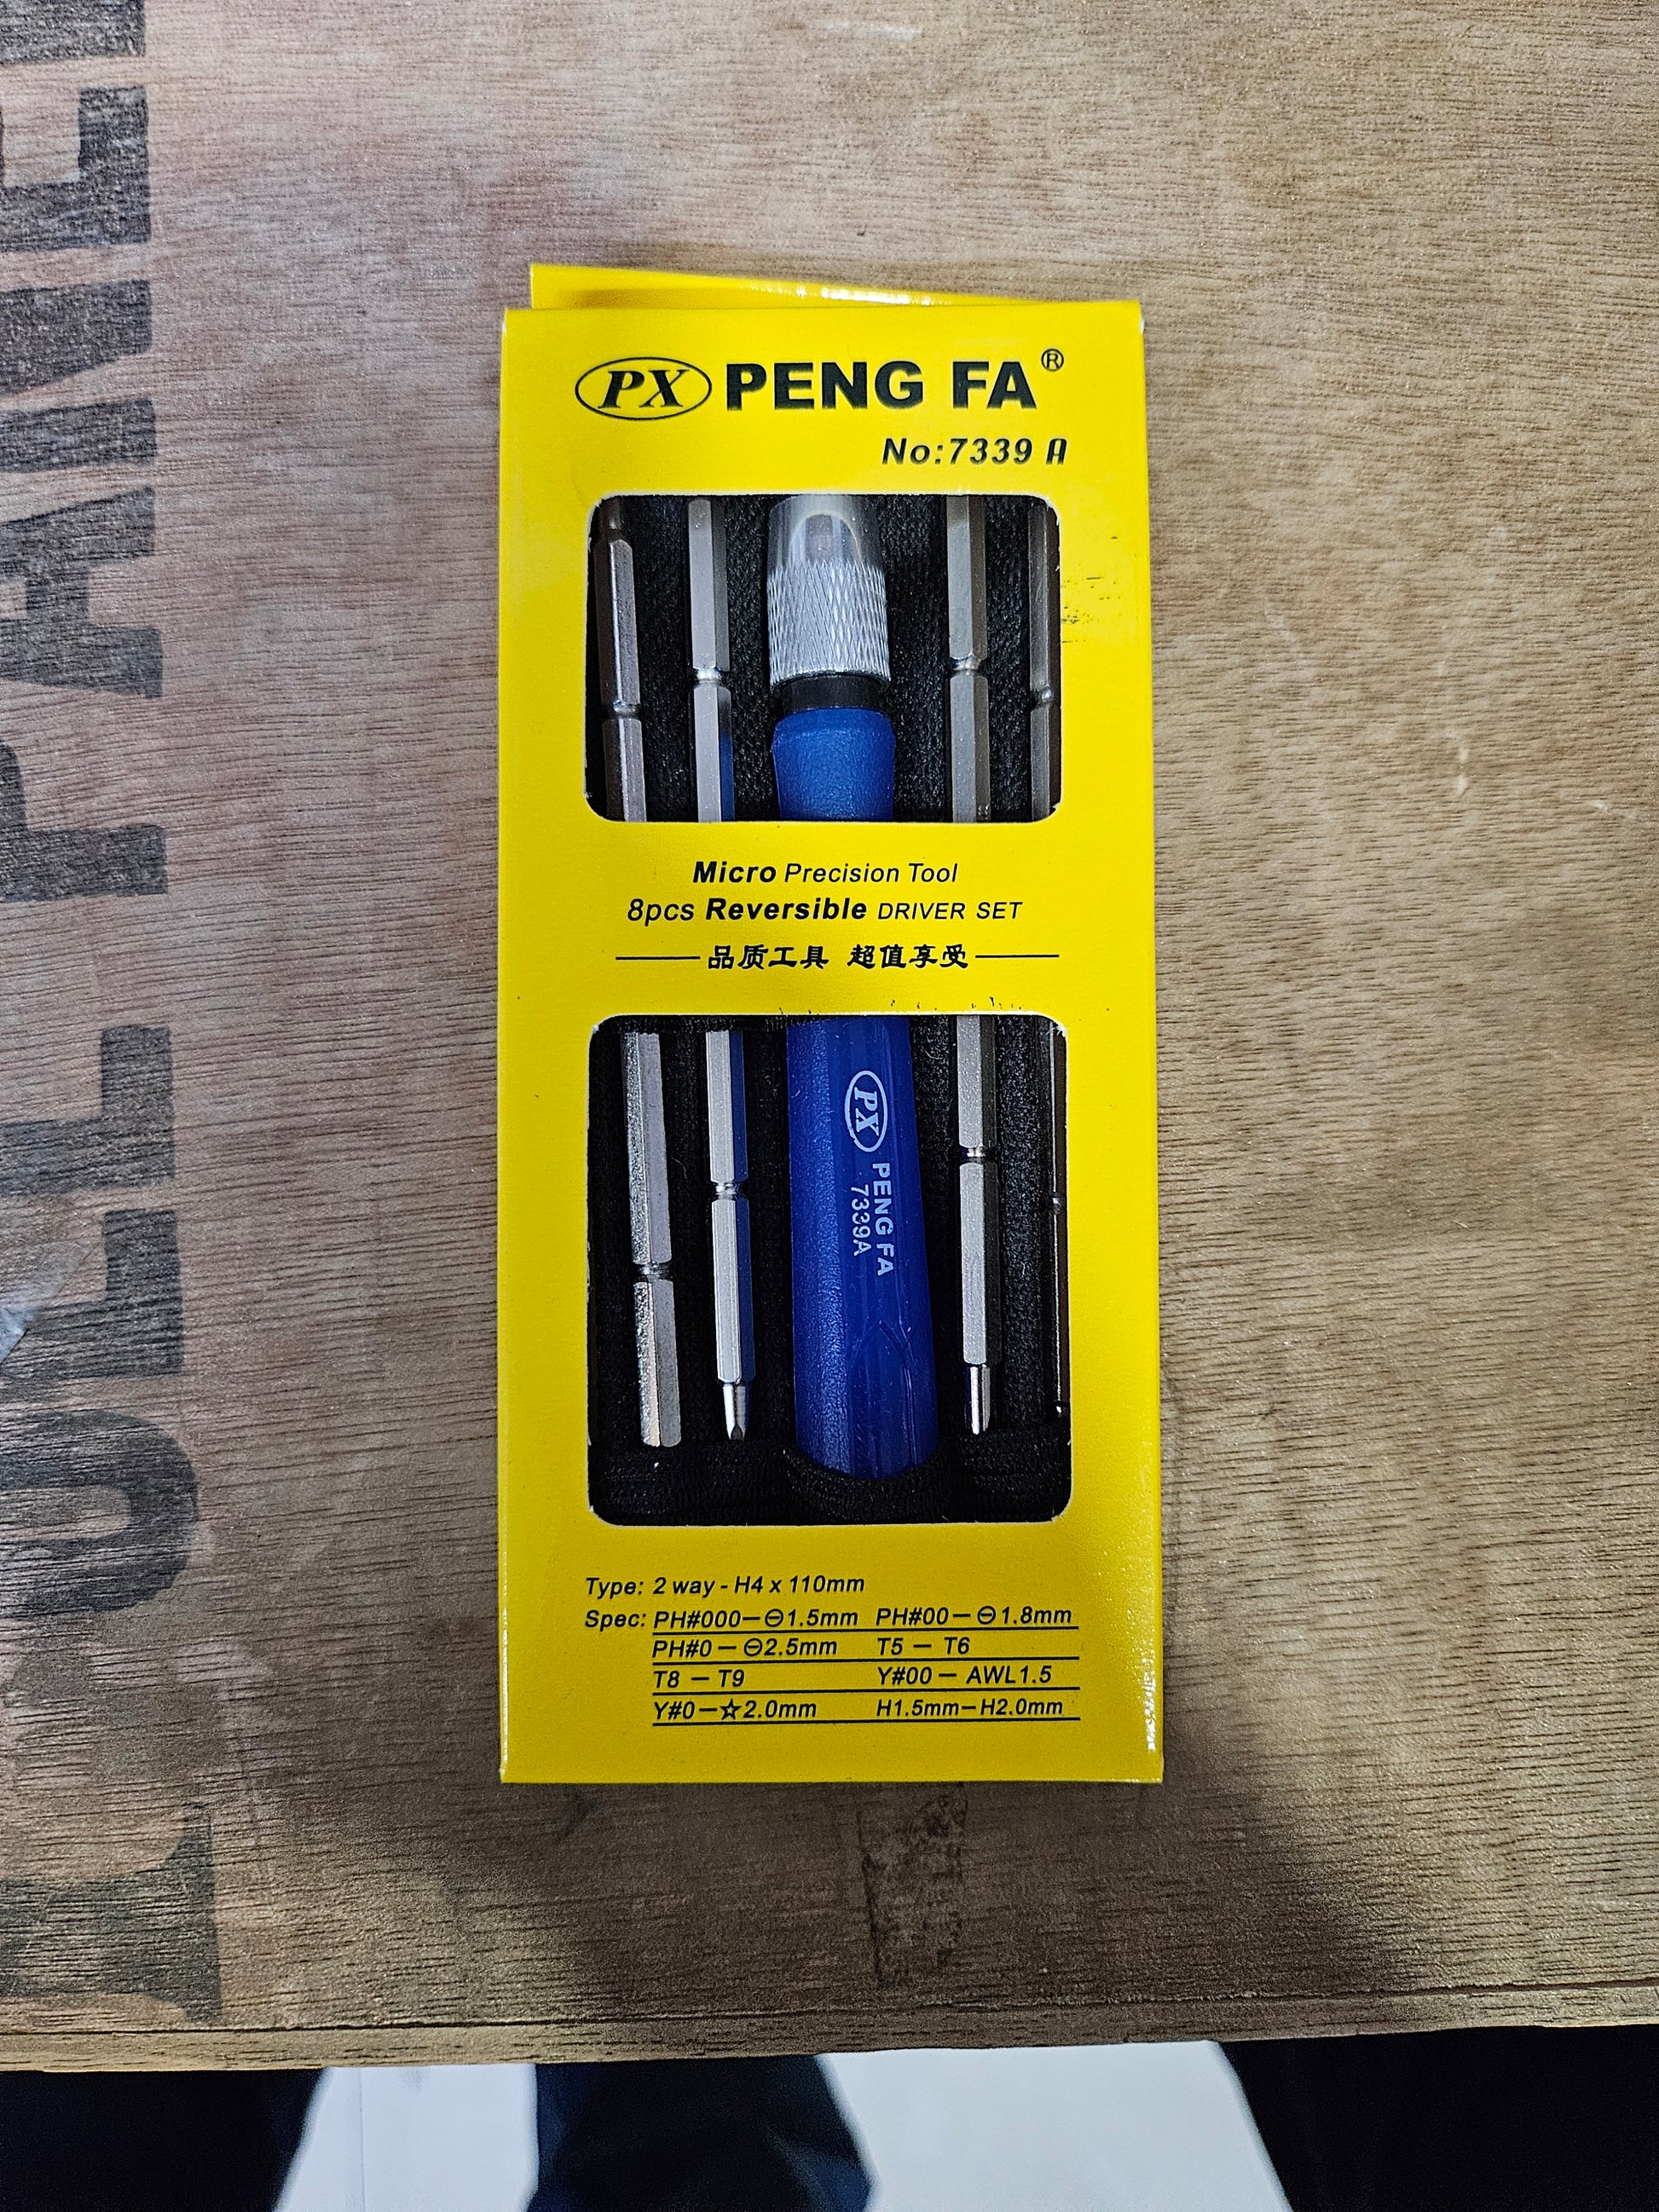 PX PENG FA®
No:7339 A
Micro Precision Tool
8pcs Reversible DRIVER SET
品质工具 超值享受
PX PENG FA
7339A
Type: 2 way - H4 x 110mm
Spec: PH#000—⊖1.5mm PH#00—⊖1.8mm
PH#0—⊖2.5mm T5 — T6
T8 — T9 Y#00 — AWL1.5
Y#0—☆2.0mm H1.5mm—H2.0mm